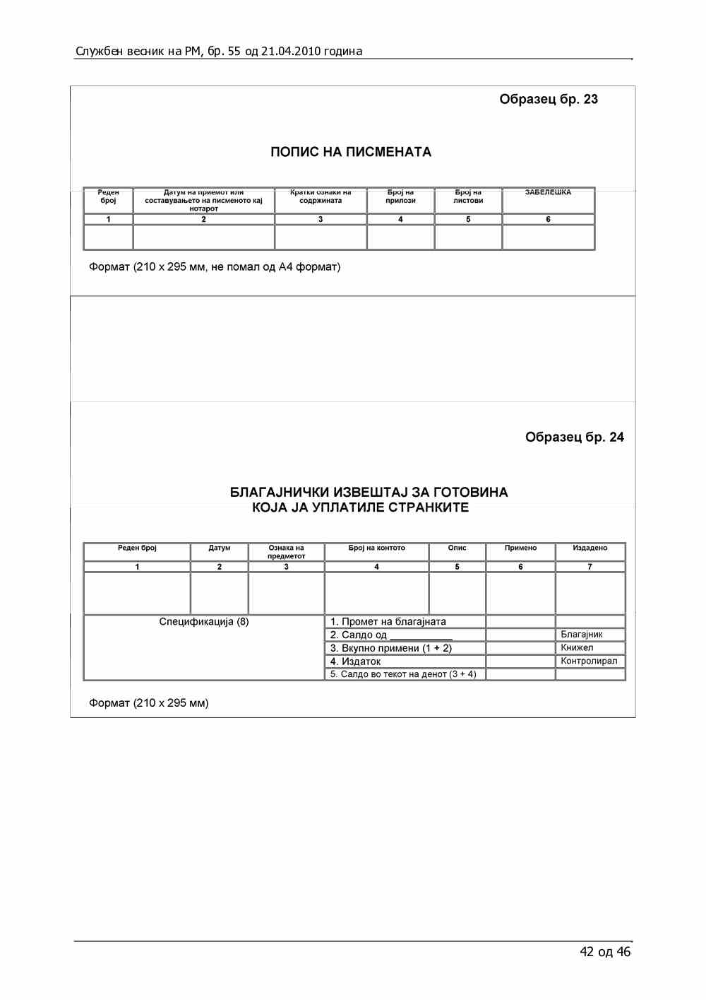 Службен весник на РМ, бр. 55 од 21.04.2010 година
Образец бр. 23
ПОПИС НА ПИСМЕНАТА
Реден број Датум на приемот или составувањето на писменото кај нотарот Кратки ознаки на содржината Број на прилози Број на листови ЗАБЕЛЕШКА
1 2 3 4 5 6
Формат (210 x 295 мм, не помал од А4 формат)
Образец бр. 24
БЛАГАЈНИЧКИ ИЗВЕШТАЈ ЗА ГОТОВИНА
КОЈА ЈА УПЛАТИЛЕ СТРАНКИТЕ
Реден број Датум Ознака на предметот Број на контото Опис Примено Издадено
1 2 3 4 5 6 7
Спецификација (8) 1. Промет на благајната
2. Салдо од ___________ Благајник
3. Вкупно примени (1 + 2) Книжел
4. Издаток Контролирал
5. Салдо во текот на денот (3 + 4)
Формат (210 x 295 мм)
42 од 46